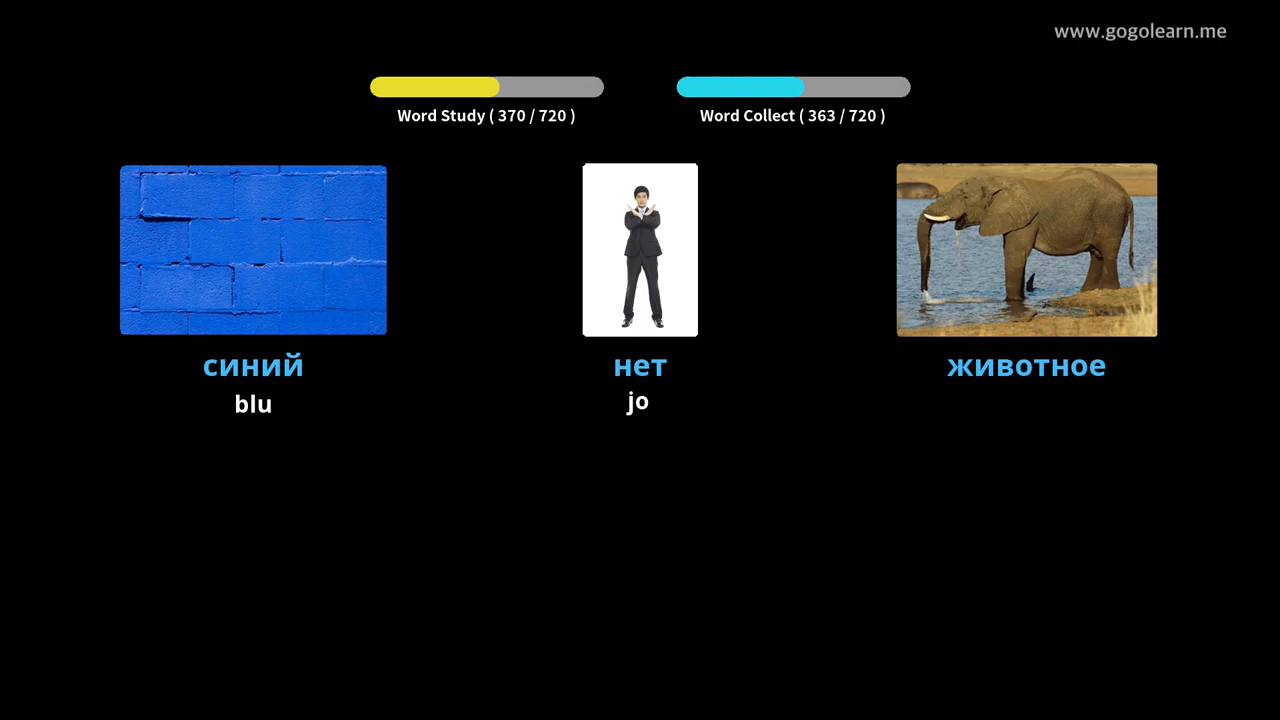 www.gogolearn.me
Word Study ( 370 / 720 )
Word Collect ( 363 / 720 )
синий
blu
нет
jo
животное